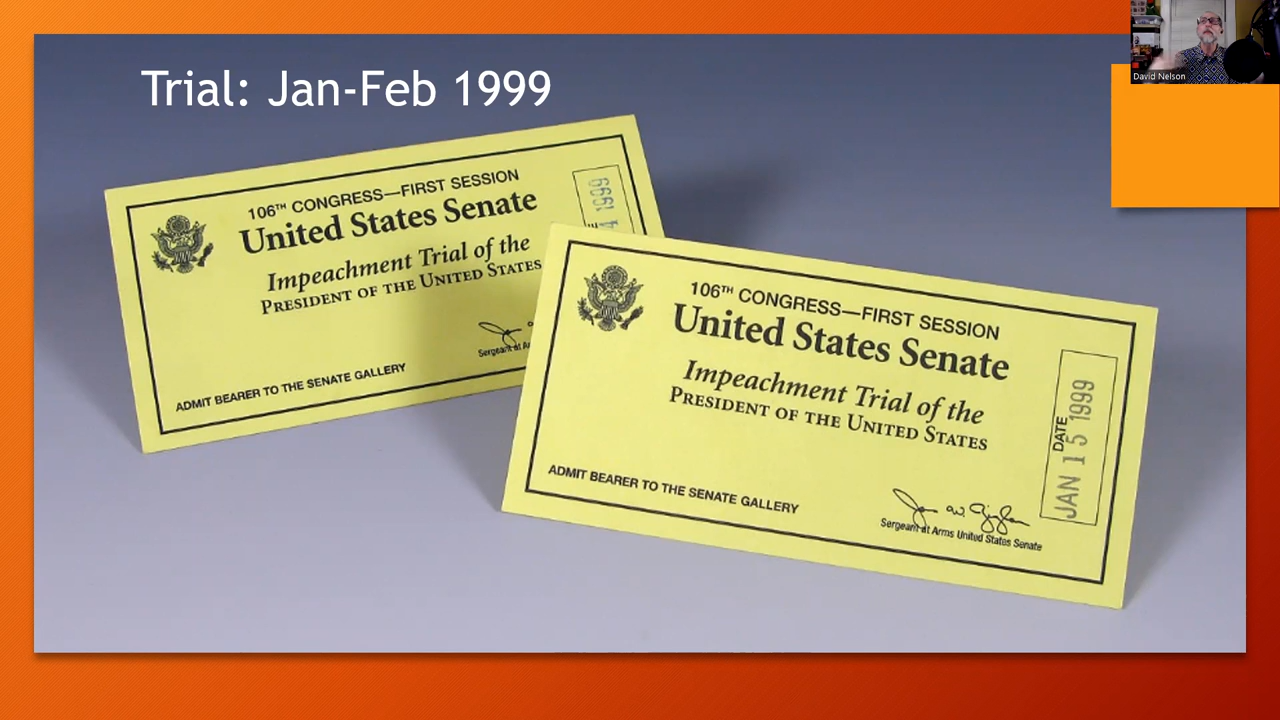 Trial: Jan-Feb 1999
David Nelson
106TH CONGRESS—FIRST SESSION
United States Senate
Impeachment Trial of the
PRESIDENT OF THE UNITED STATES
ADMIT BEARER TO THE SENATE GALLERY
Sergeant at
1999
106TH CONGRESS—FIRST SESSION
United States Senate
Impeachment Trial of the
PRESIDENT OF THE UNITED STATES
ADMIT BEARER TO THE SENATE GALLERY
Sergeant at Arms United States Senate
DATE
JAN 15 1999